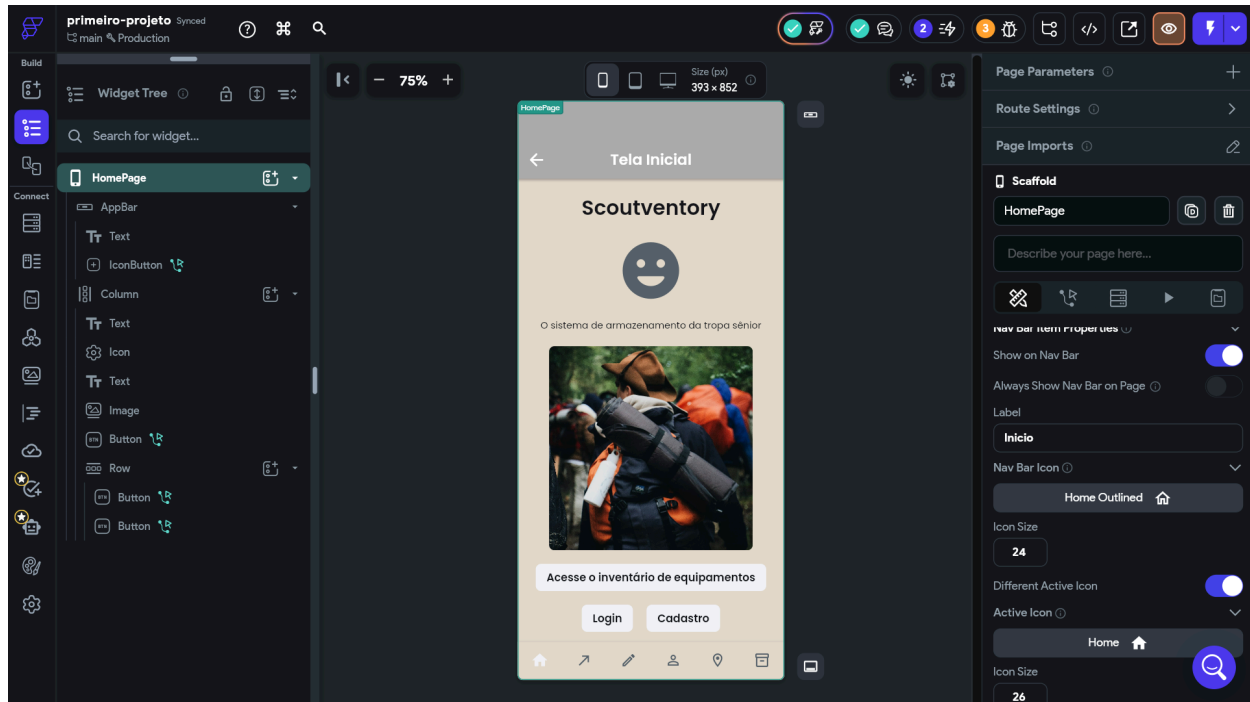 primeiro-projeto Synced
main Production
2
3
Build
Connect
Widget Tree
Search for widget...
HomePage
AppBar
Text
IconButton
Column
Text
Icon
Text
Image
Button
Row
Button
Button
75%
Size (px)
393 × 852
HomePage
Tela Inicial
Scoutventory
O sistema de armazenamento da tropa sênior
Acesse o inventário de equipamentos
Login Cadastro
Page Parameters
Route Settings
Page Imports
Scaffold
HomePage
Describe your page here...
Nav Bar Item Properties
Show on Nav Bar
Always Show Nav Bar on Page
Label
Inicio
Nav Bar Icon
Home Outlined
Icon Size
24
Different Active Icon
Active Icon
Home
Icon Size
26